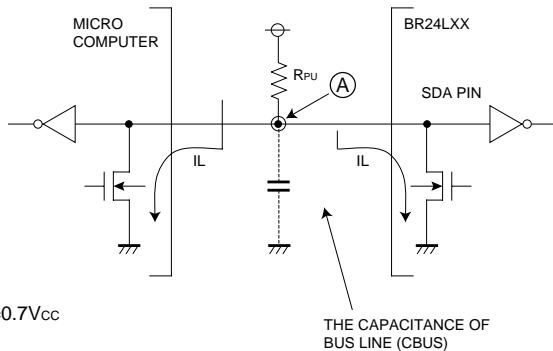 MICRO
COMPUTER
BR24LXX
RPU
A
SDA PIN
IL
IL
0.7VCC
THE CAPACITANCE OF
BUS LINE (CBUS)